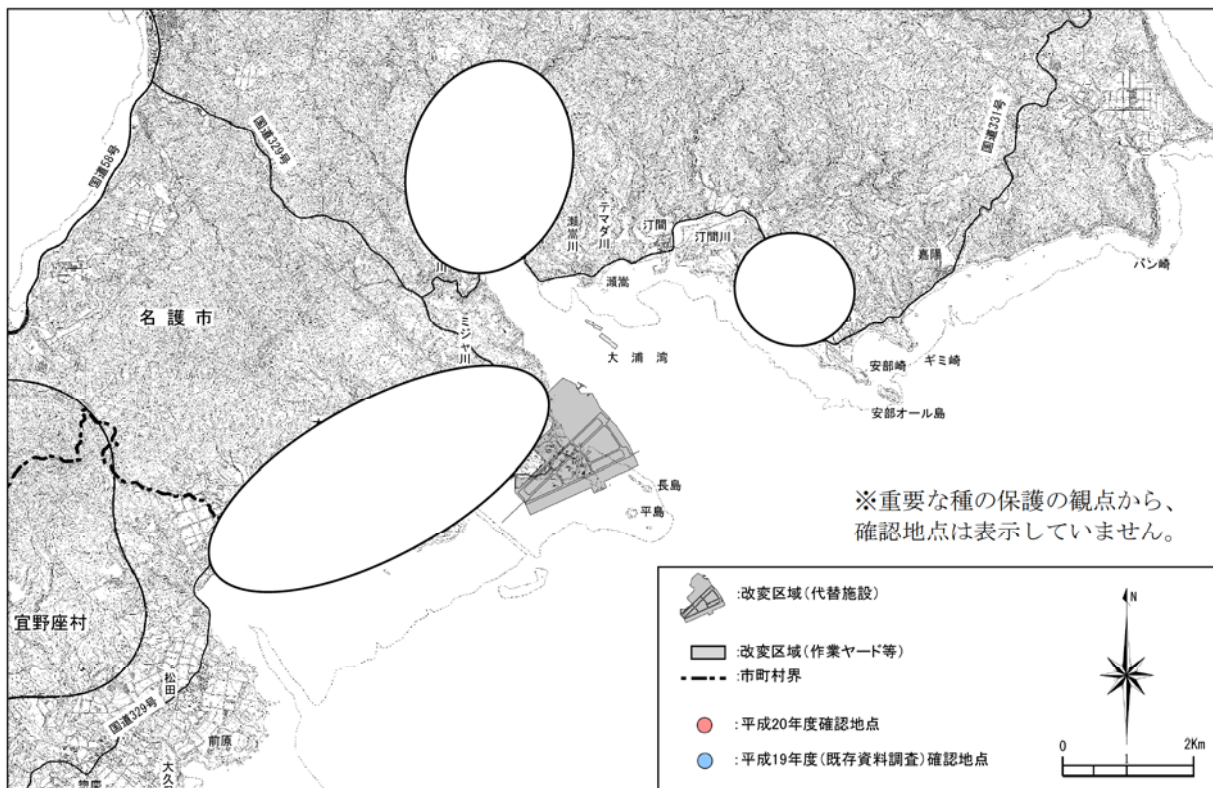 国道58号
国道329号
国道331号
瀬嵩川
テマダ川
汀間
汀間川
瀬嵩
嘉陽
バン崎
川
ミジャ川
名護市
大浦湾
安部崎
ギミ崎
安部オール島
長島
平島
※重要な種の保護の観点から、
確認地点は表示していません。
宜野座村
松田
国道329号
前原
惣慶
大久
:改変区域(代替施設)
:改変区域(作業ヤード等)
:市町村界
:平成20年度確認地点
:平成19年度(既存資料調査)確認地点
N
0 1 2Km